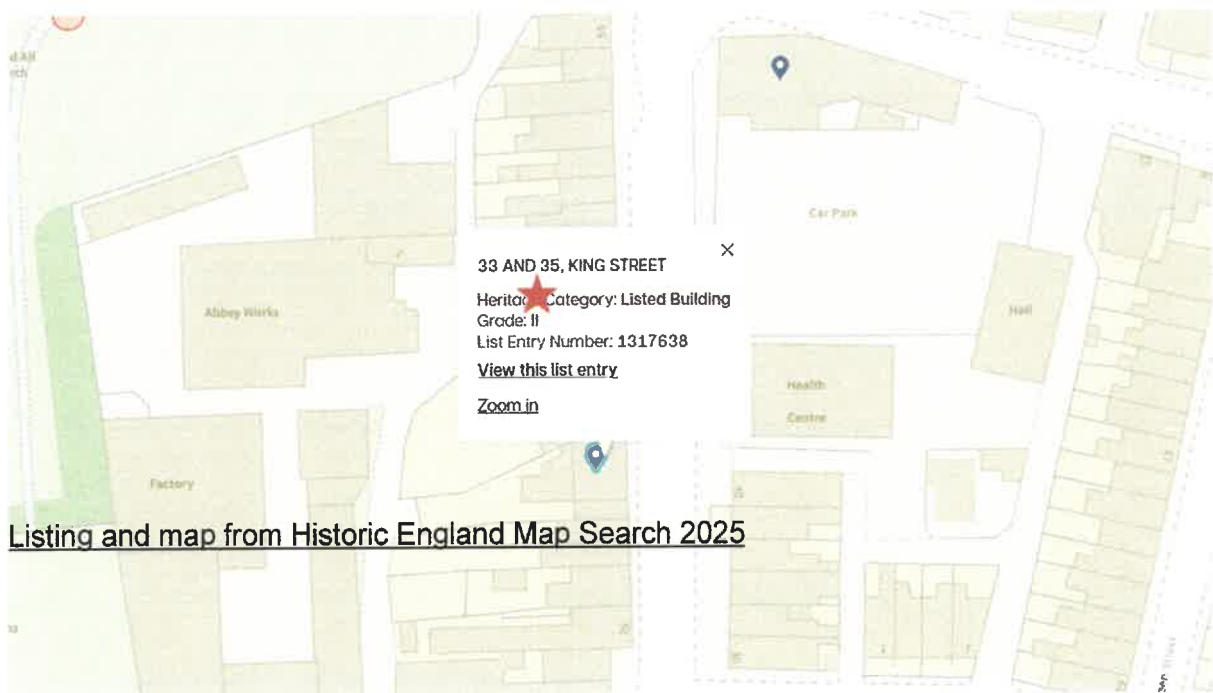 Car Park
33 AND 35, KING STREET
Heritage Category: Listed Building
Grade: II
List Entry Number: 1317638
View this list entry
Zoom in
Abbey Works
Hall
Health
Centre
Factory
Listing and map from Historic England Map Search 2025